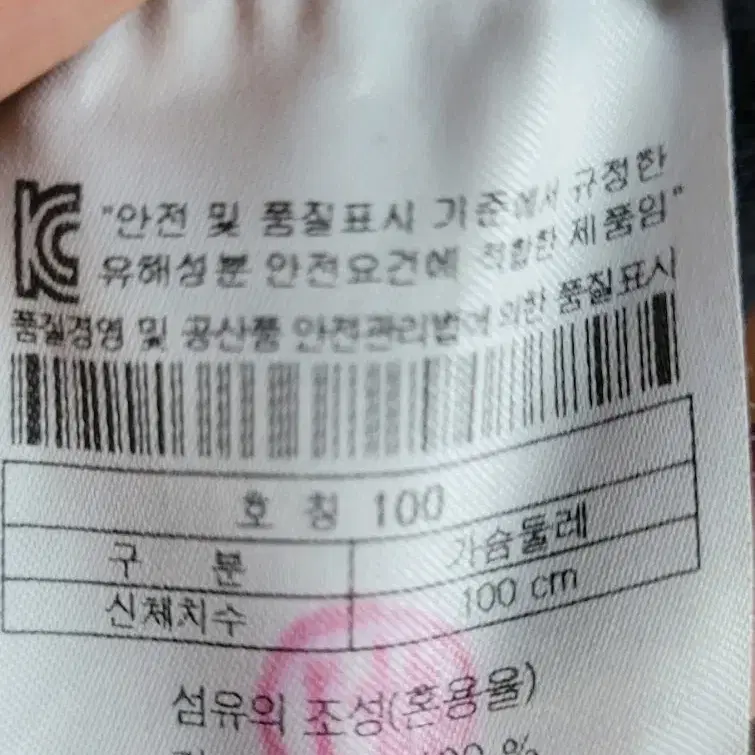 "안전 및 품질표시 기준에서 규정한
유해성분 안전요건에 적합한 제품임"
품질경영 및 공산품 안전관리법에 의한 품질표시
호 칭 100
구 분 가슴둘레
신체치수 100 cm
섬유의 조성(혼용율)
100 %